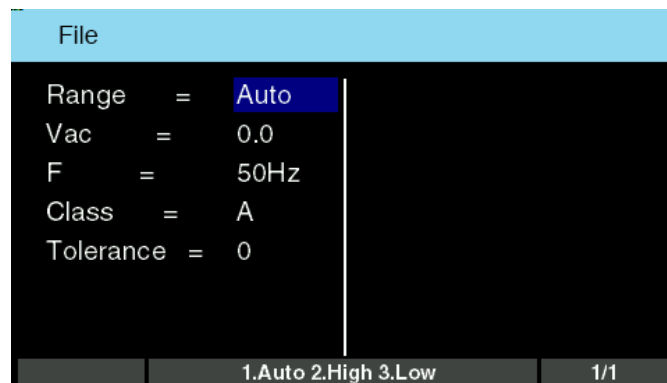 File
Range = Auto
Vac = 0.0
F = 50Hz
Class = A
Tolerance = 0
1.Auto 2.High 3.Low 1/1